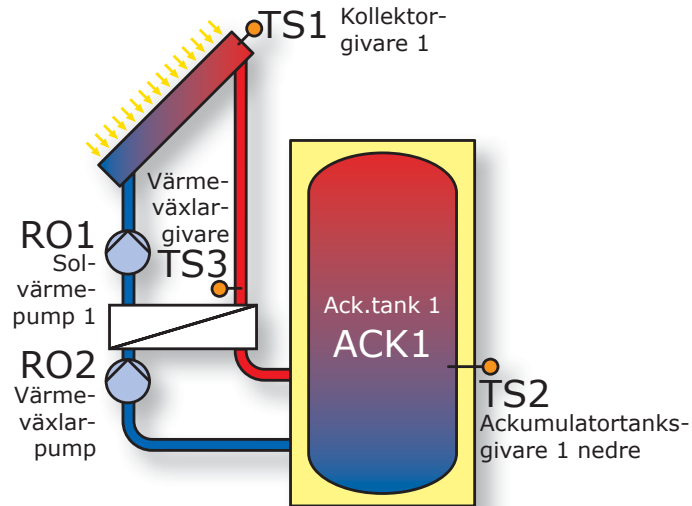 TS1
Kollektor-
givare 1
Värme-
växlar-
givare
TS3
RO1
Sol-
värme-
pump 1
Ack.tank 1
ACK1
RO2
Värme-
växlar-
pump
TS2
Ackumulatortanks-
givare 1 nedre